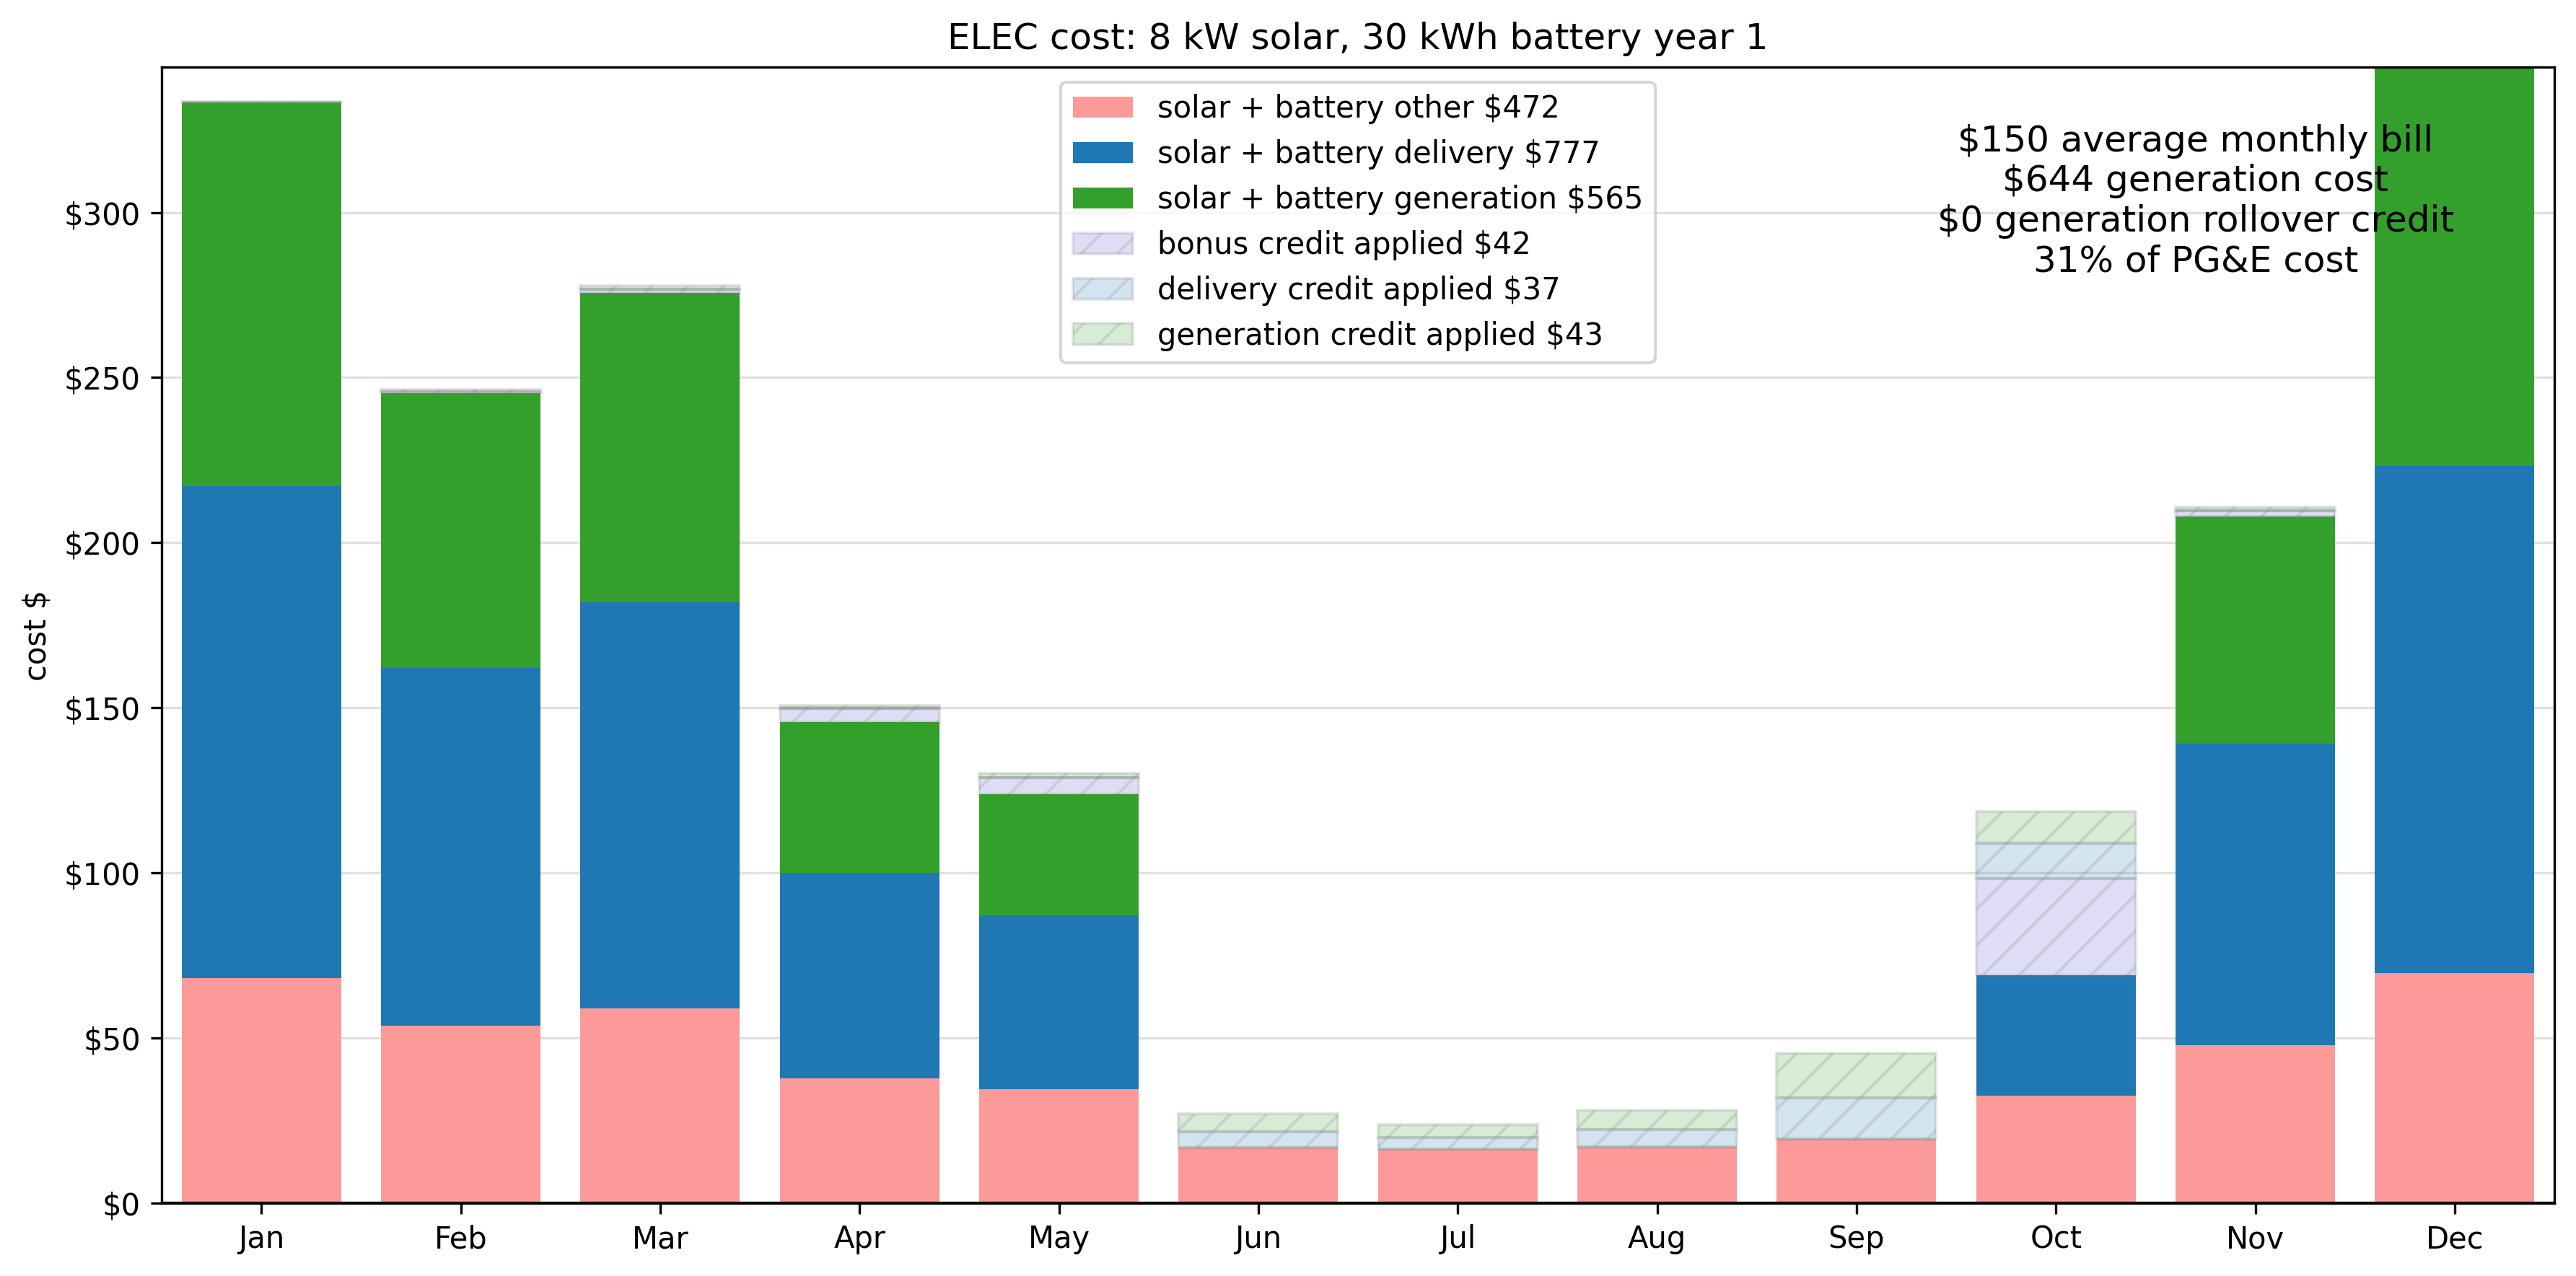 ELEC cost: 8 kW solar, 30 kWh battery year 1
solar + battery other $472
solar + battery delivery $777
solar + battery generation $565
bonus credit applied $42
delivery credit applied $37
generation credit applied $43
$150 average monthly bill
$644 generation cost
$0 generation rollover credit
31% of PG&E cost
cost $
$300
$250
$200
$150
$100
$50
$0
Jan Feb Mar Apr May Jun Jul Aug Sep Oct Nov Dec